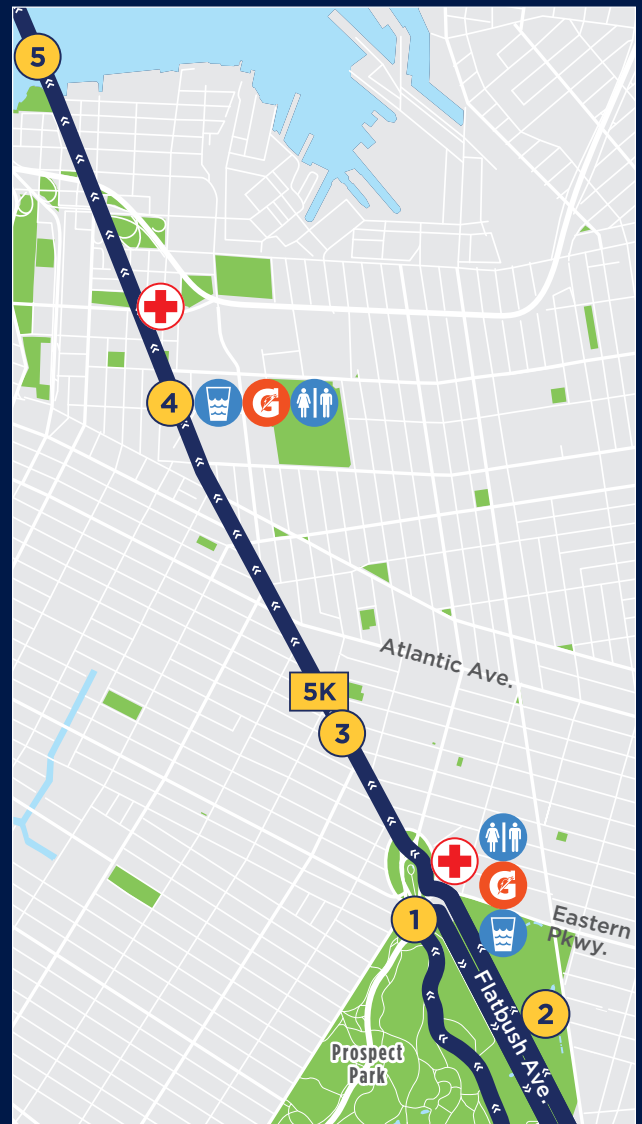 5
4
G
Atlantic Ave.
5K
3
G
1
Eastern
Pkwy.
Flatbush Ave.
2
Prospect
Park